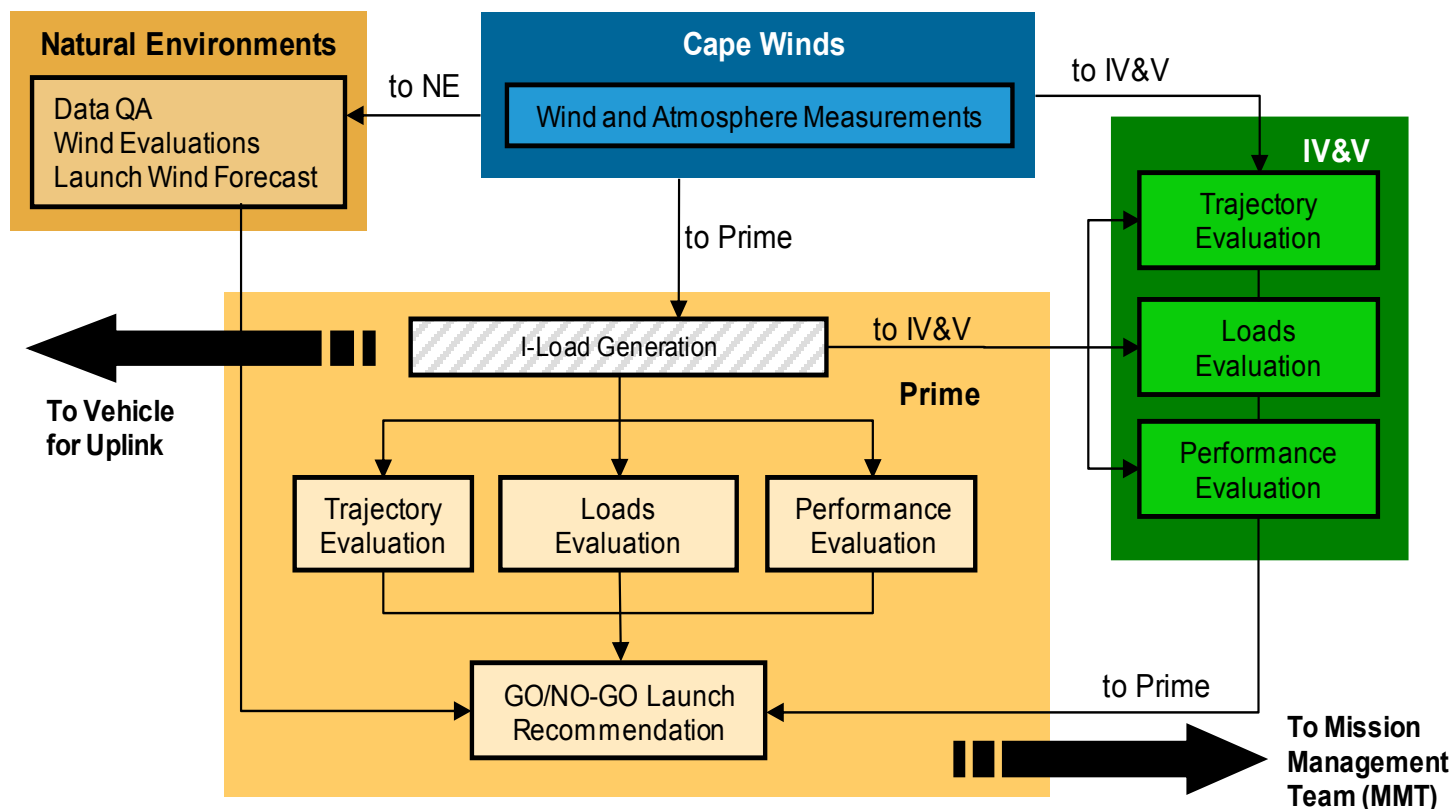 Natural Environments
Data QA
Wind Evaluations
Launch Wind Forecast
to NE
Cape Winds
Wind and Atmosphere Measurements
to IV&V
IV&V
Trajectory
Evaluation
Loads
Evaluation
Performance
Evaluation
to Prime
I-Load Generation
to IV&V
Prime
To Vehicle
for Uplink
Trajectory
Evaluation
Loads
Evaluation
Performance
Evaluation
GO/NO-GO Launch
Recommendation
to Prime
To Mission
Management
Team (MMT)